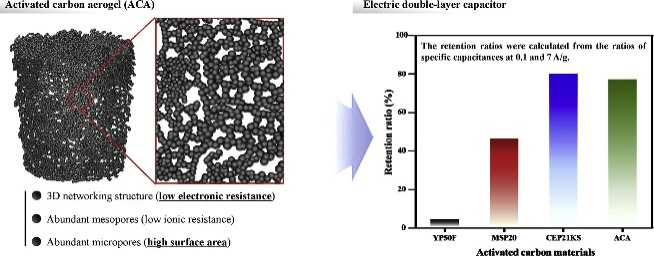 Activated carbon aerogel (ACA)
3D networking structure (low electronic resistance)
Abundant mesopores (low ionic resistance)
Abundant micropores (high surface area)
Electric double-layer capacitor
The retention ratios were calculated from the ratios of
specific capacitances at 0.1 and 7 A/g.
Retention ratio (%)
100
80
60
40
20
0
YP50F MSP20 CEP21KS ACA
Activated carbon materials